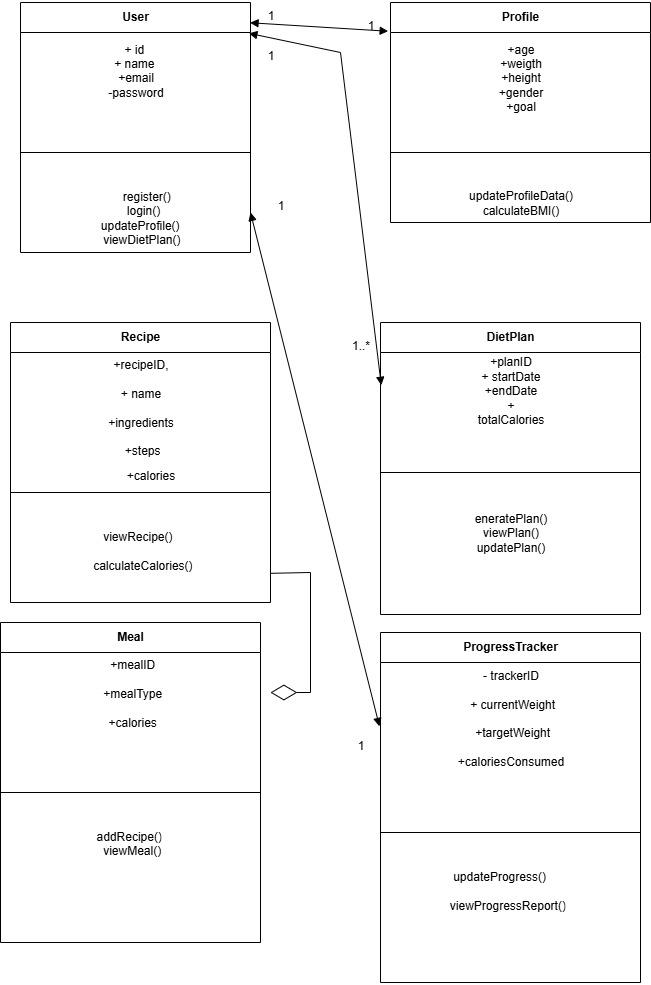 User
+ id
+ name
+email
-password
register()
login()
updateProfile()
viewDietPlan()
1
1
1
Profile
+age
+weigth
+height
+gender
+goal
updateProfileData()
calculateBMI()
1
Recipe
+recipeID,
+ name
+ingredients
+steps
+calories
viewRecipe()
calculateCalories()
1..*
DietPlan
+planID
+ startDate
+endDate
+
totalCalories
eneratePlan()
viewPlan()
updatePlan()
Meal
+mealID
+mealType
+calories
addRecipe()
viewMeal()
1
ProgressTracker
- trackerID
+ currentWeight
+targetWeight
+caloriesConsumed
updateProgress()
viewProgressReport()